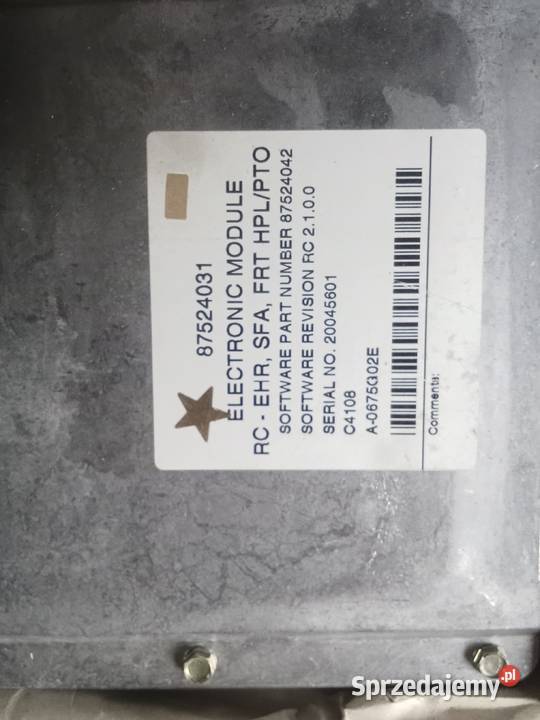 87524031
ELECTRONIC MODULE
RC - EHR, SFA, FRT HPL/PTO
SOFTWARE PART NUMBER 87524042
SOFTWARE REVISION RC 2.1.0.0
SERIAL NO. 20045601
C4108
A-0675G02E
Comments:
Sprzedajemy.pl